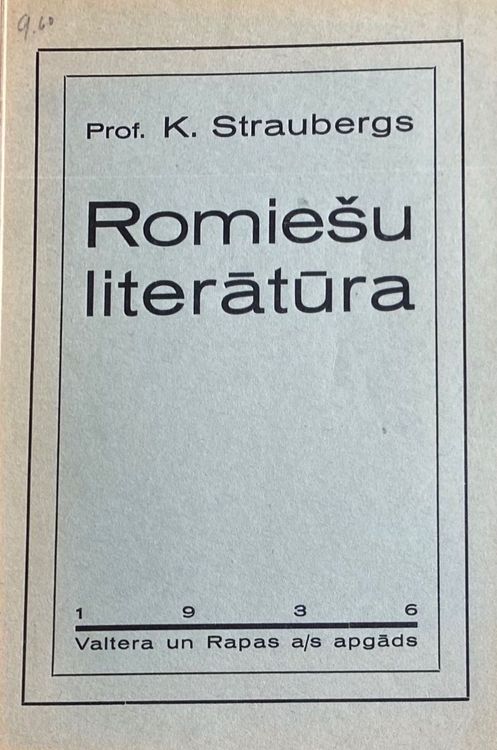 9.60
Prof. K. Straubergs
Romiešu
literātūra
1 9 3 6
Valtera un Rapas a/s apgāds